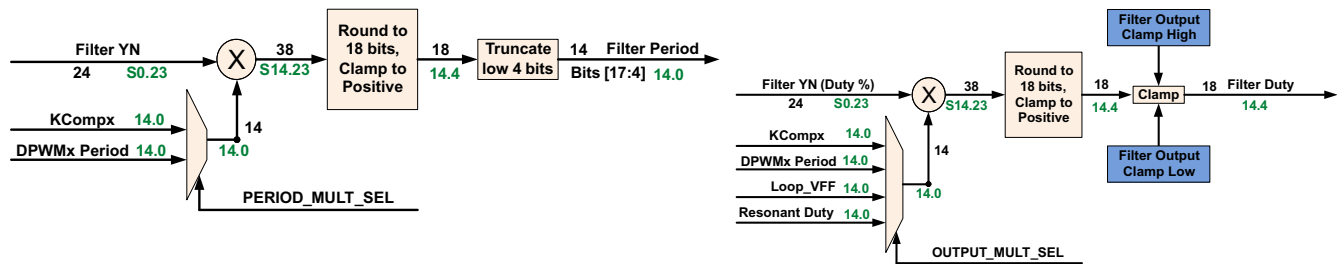 Filter YN
24 S0.23
X
38
S14.23
Round to
18 bits,
Clamp to
Positive
18
14.4
Truncate
low 4 bits
14 Filter Period
Bits [17:4] 14.0
KCompx 14.0
DPWMx Period 14.0
14
14.0
PERIOD_MULT_SEL
Filter YN (Duty %)
24 S0.23
X
38
S14.23
Round to
18 bits,
Clamp to
Positive
18
14.4
Filter Output
Clamp High
Clamp
Filter Output
Clamp Low
18 Filter Duty
14.4
KCompx 14.0
DPWMx Period 14.0
Loop_VFF 14.0
Resonant Duty 14.0
14
14.0
OUTPUT_MULT_SEL